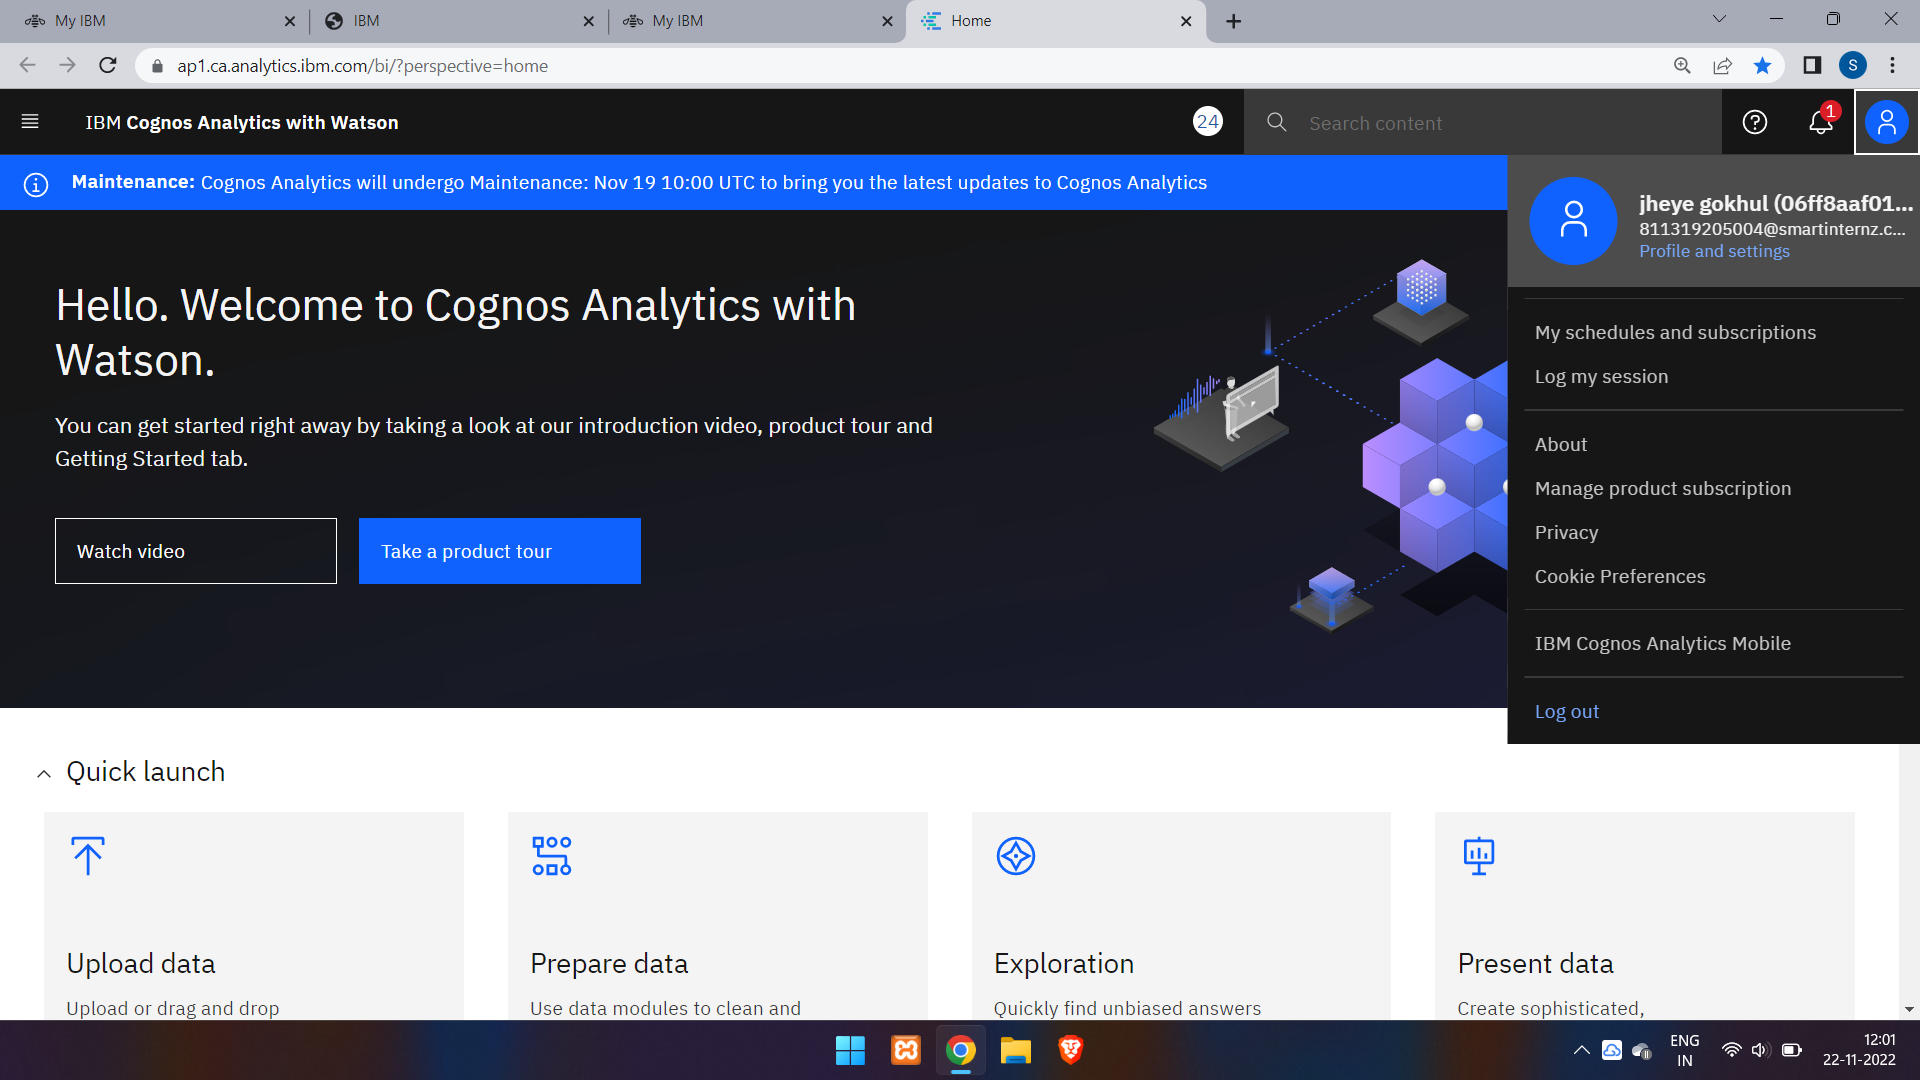 My IBM
IBM
My IBM
Home
ap1.ca.analytics.ibm.com/bi/?perspective=home
S
IBM Cognos Analytics with Watson
24
Search content
1
Maintenance: Cognos Analytics will undergo Maintenance: Nov 19 10:00 UTC to bring you the latest updates to Cognos Analytics
jheye gokhul (06ff8aaf01...
811319205004@smartinternz.c...
Profile and settings
Hello. Welcome to Cognos Analytics with
Watson.
You can get started right away by taking a look at our introduction video, product tour and
Getting Started tab.
Watch video
Take a product tour
My schedules and subscriptions
Log my session
About
Manage product subscription
Privacy
Cookie Preferences
IBM Cognos Analytics Mobile
Log out
Quick launch
Upload data
Upload or drag and drop
Prepare data
Use data modules to clean and
Exploration
Quickly find unbiased answers
Present data
Create sophisticated,
ENG
IN
12:01
22-11-2022